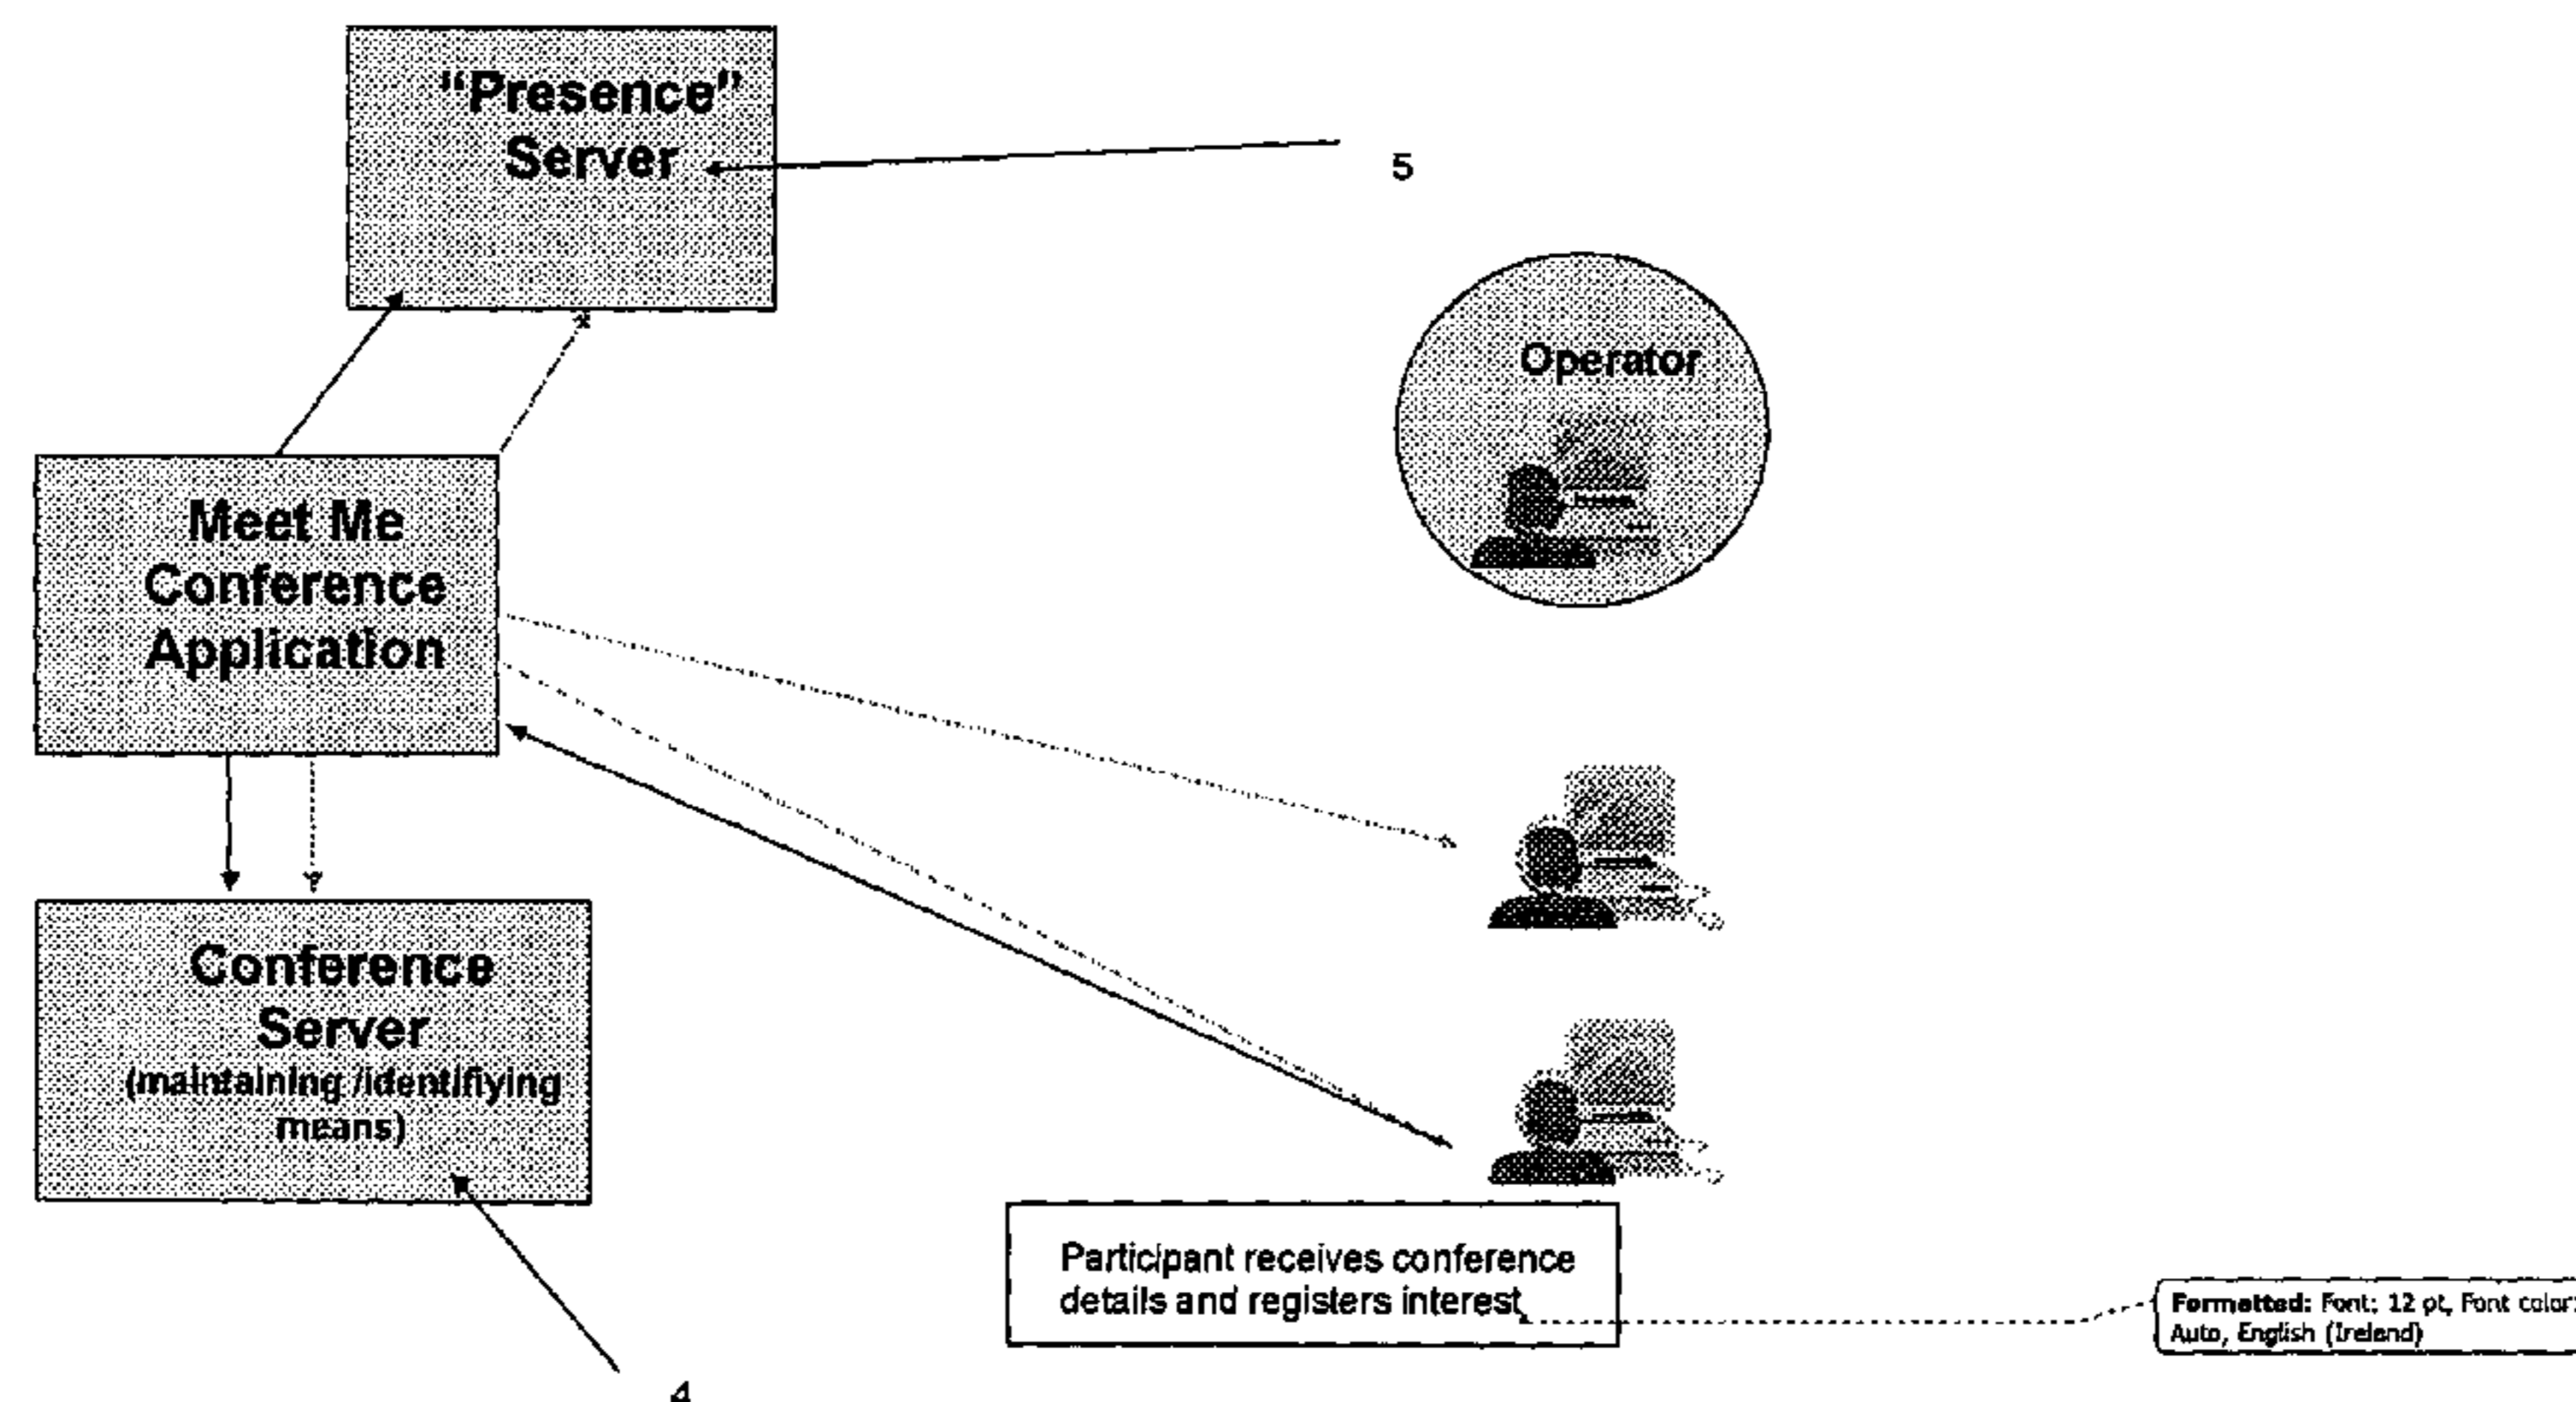 “Presence”
Server
5
Operator
Meet Me
Conference
Application
Conference
Server
(maintaining /identifiying
means)
Participant receives conference
details and registers interest
Formatted: Font: 12 pt, Font color:
Auto, English (Ireland)
4